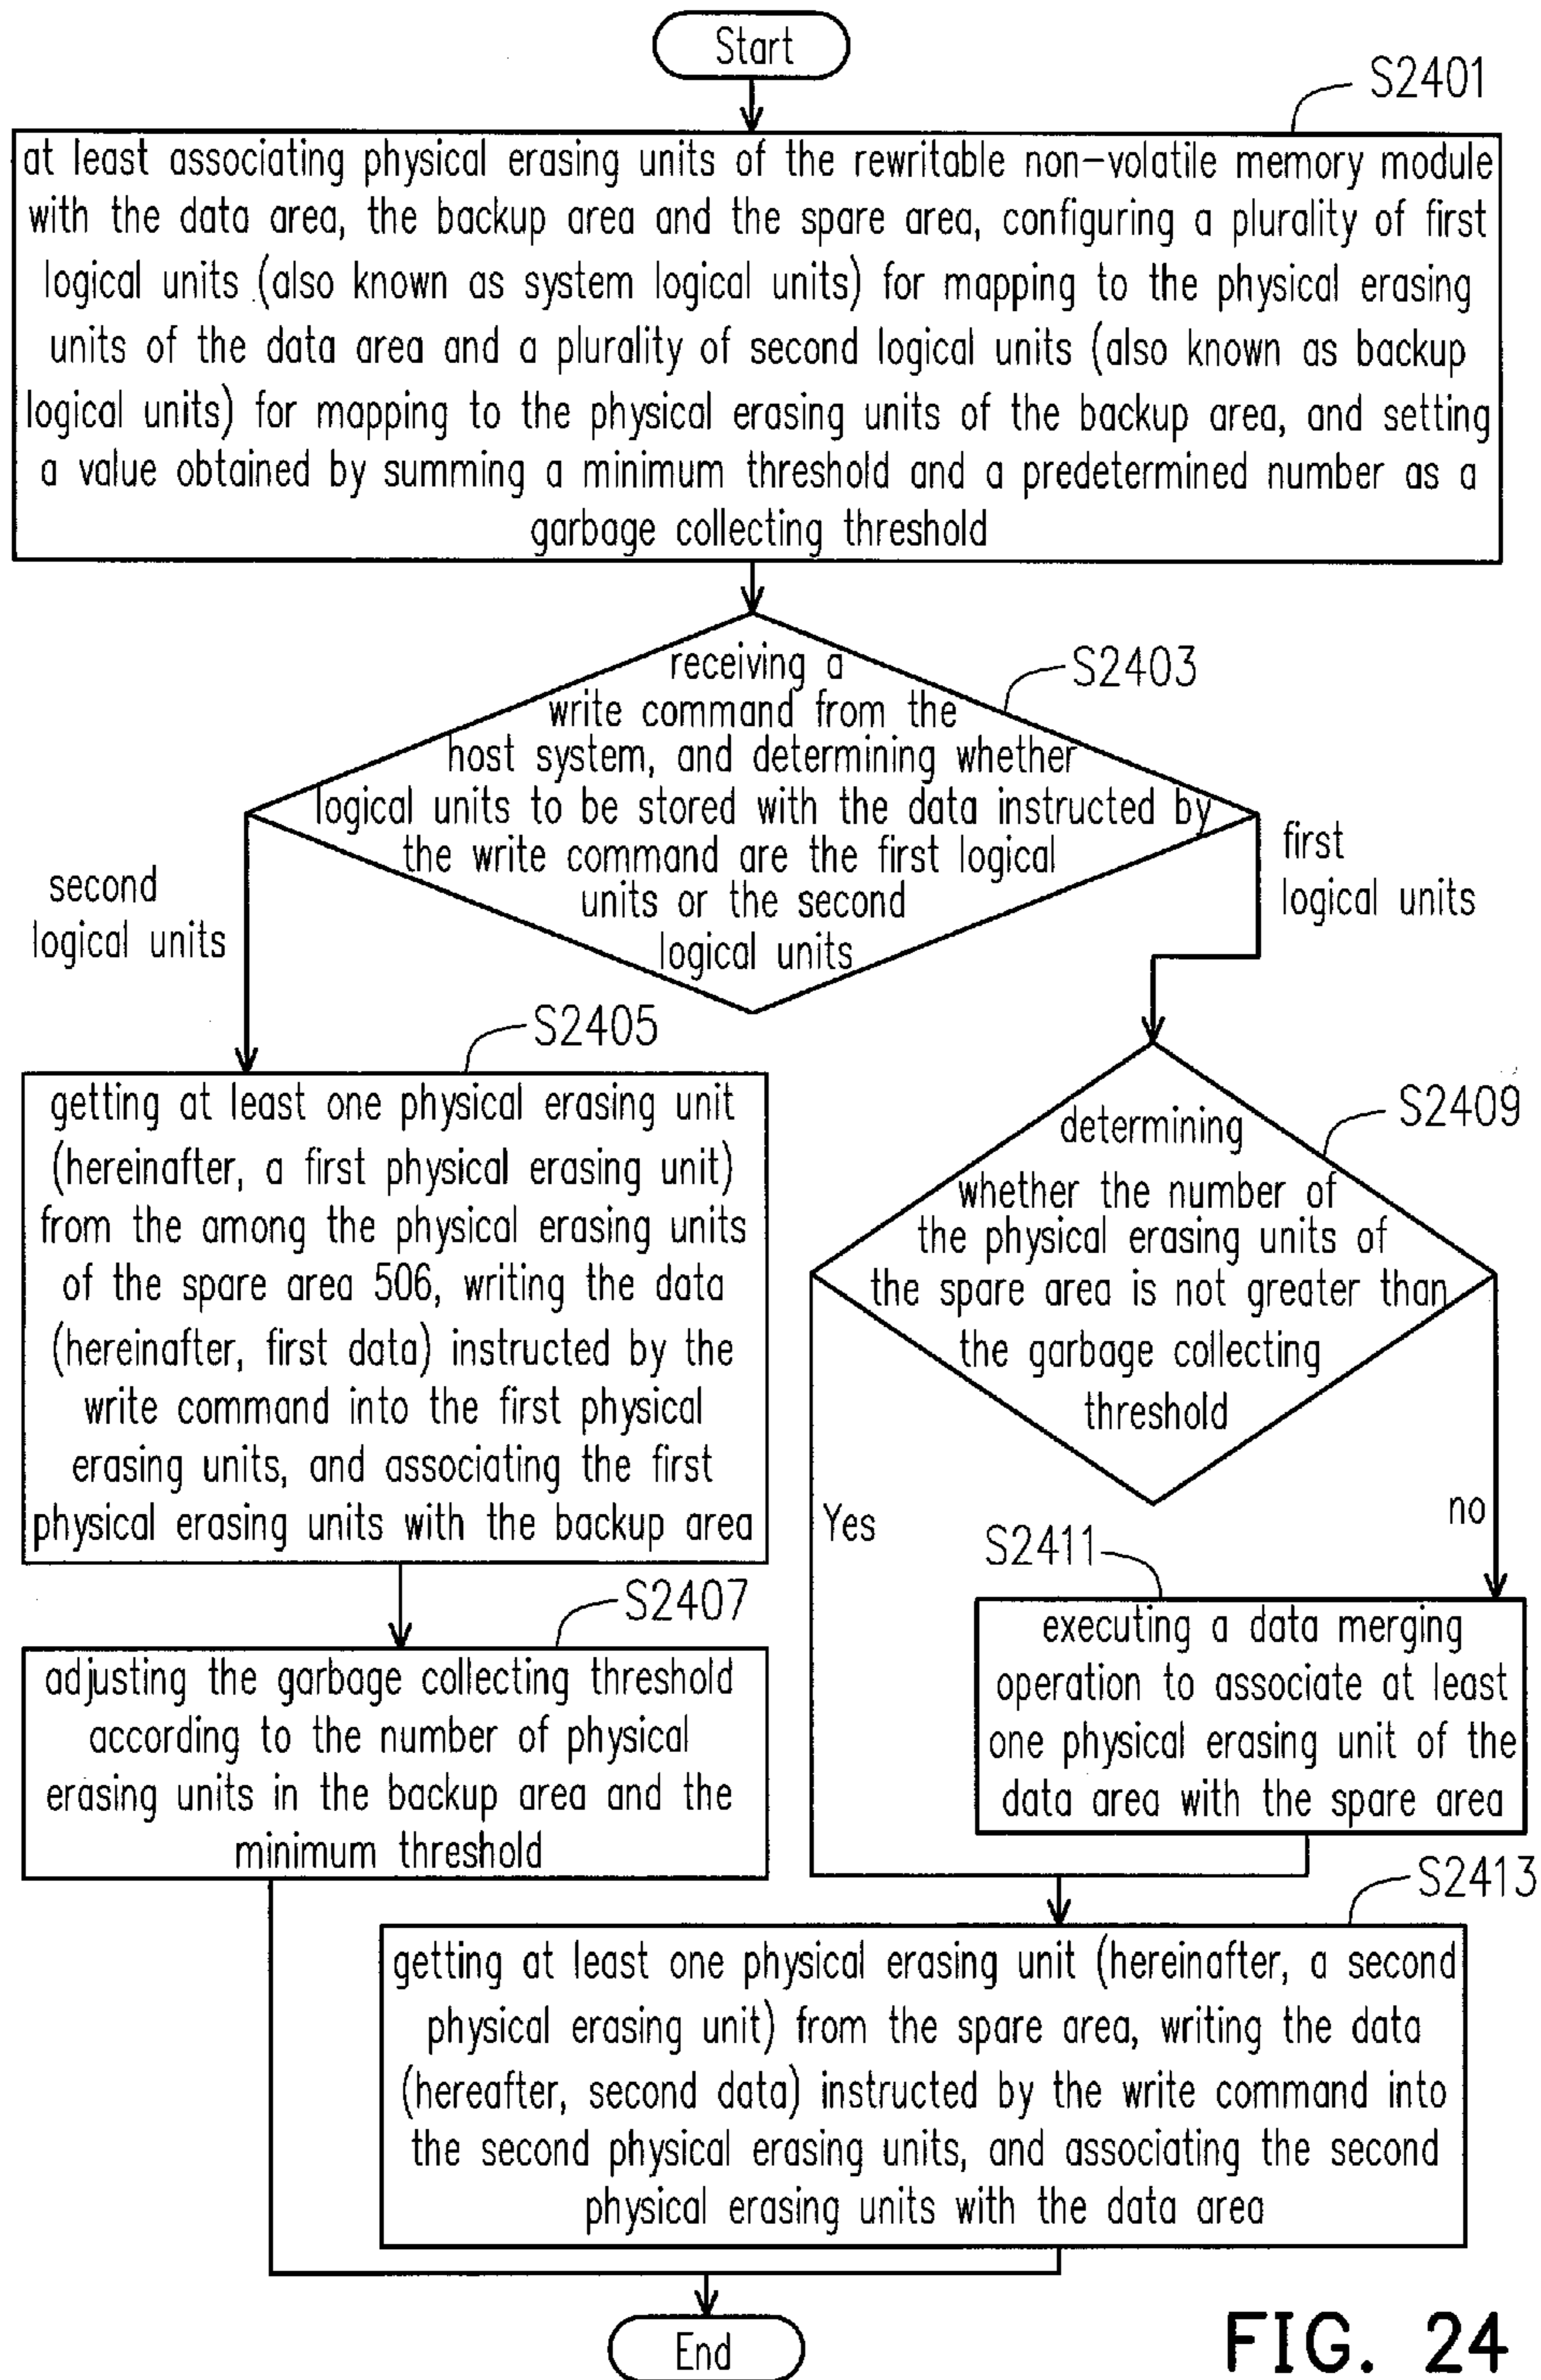 Start
S2401
at least associating physical erasing units of the rewritable non-volatile memory module
with the data area, the backup area and the spare area, configuring a plurality of first
logical units (also known as system logical units) for mapping to the physical erasing
units of the data area and a plurality of second logical units (also known as backup
logical units) for mapping to the physical erasing units of the backup area, and setting
a value obtained by summing a minimum threshold and a predetermined number as a
garbage collecting threshold
S2403
receiving a
write command from the
host system, and determining whether
logical units to be stored with the data instructed by
the write command are the first logical
units or the second
logical units
second
logical units
first
logical units
S2405
getting at least one physical erasing unit
(hereinafter, a first physical erasing unit)
from the among the physical erasing units
of the spare area 506, writing the data
(hereinafter, first data) instructed by the
write command into the first physical
erasing units, and associating the first
physical erasing units with the backup area
S2407
adjusting the garbage collecting threshold
according to the number of physical
erasing units in the backup area and the
minimum threshold
S2409
determining
whether the number of
the physical erasing units of
the spare area is not greater than
the garbage collecting
threshold
Yes
no
S2411
executing a data merging
operation to associate at least
one physical erasing unit of the
data area with the spare area
S2413
getting at least one physical erasing unit (hereinafter, a second
physical erasing unit) from the spare area, writing the data
(hereafter, second data) instructed by the write command into
the second physical erasing units, and associating the second
physical erasing units with the data area
End
FIG. 24